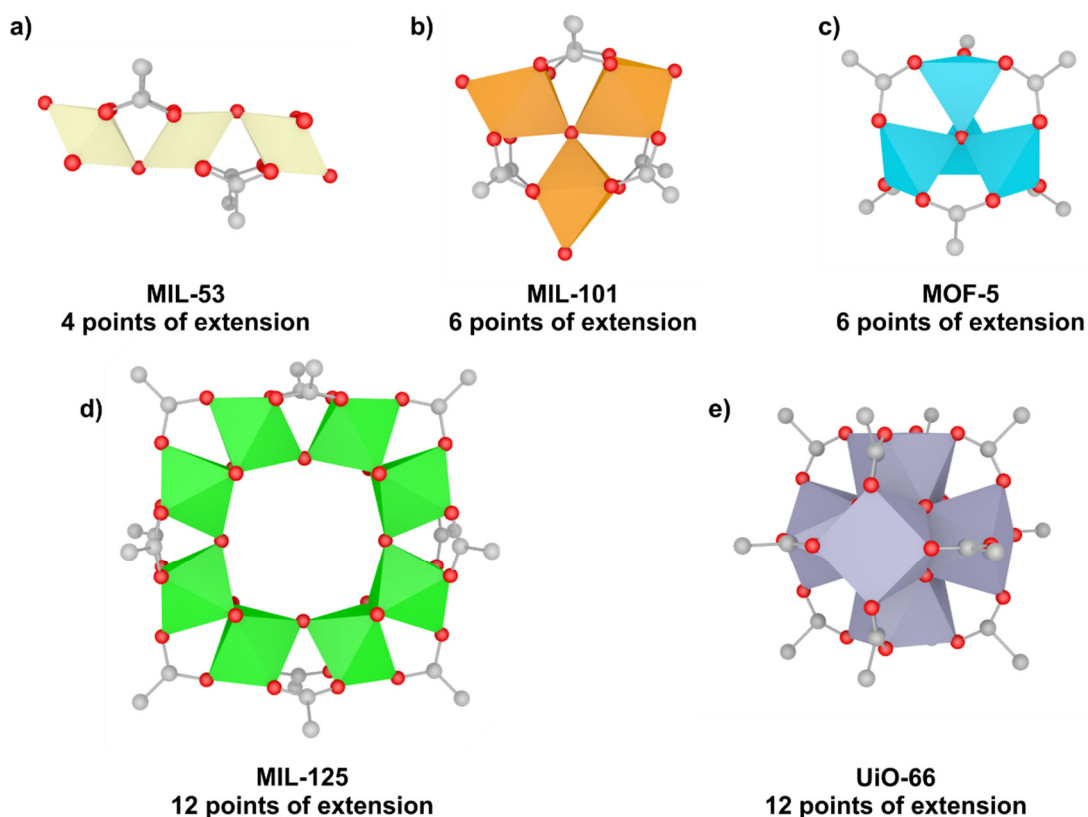 a)
MIL-53
4 points of extension
b)
MIL-101
6 points of extension
c)
MOF-5
6 points of extension
d)
MIL-125
12 points of extension
e)
UiO-66
12 points of extension